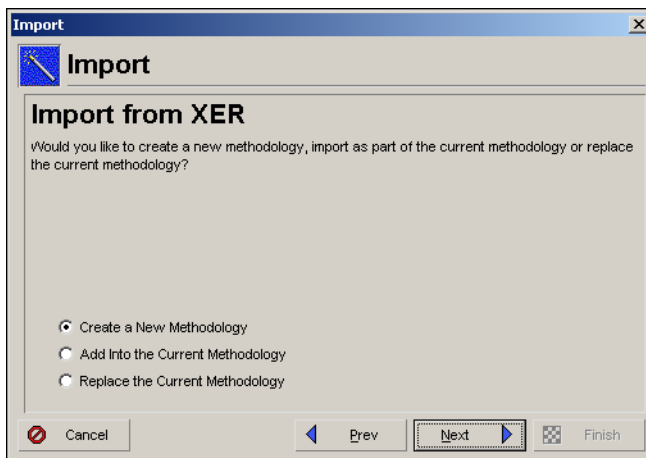 Import
Import
Import from XER
Would you like to create a new methodology, import as part of the current methodology or replace
the current methodology?
Create a New Methodology
Add Into the Current Methodology
Replace the Current Methodology
Cancel
Prev
Next
Finish